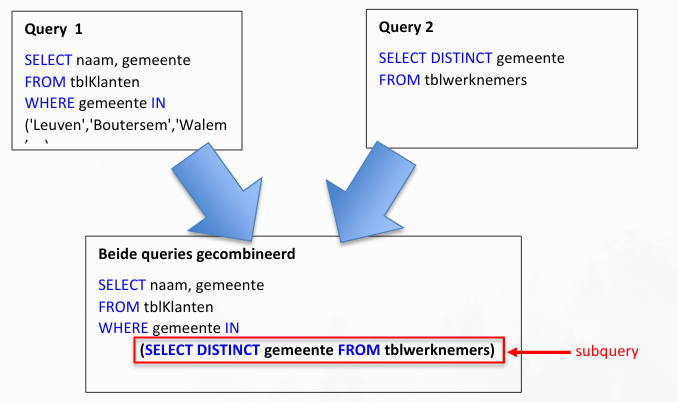 Query 1
SELECT naam, gemeente
FROM tblKlanten
WHERE gemeente IN
('Leuven','Boutersem','Walem
Query 2
SELECT DISTINCT gemeente
FROM tblwerknemers
Beide queries gecombineerd
SELECT naam, gemeente
FROM tblKlanten
WHERE gemeente IN
(SELECT DISTINCT gemeente FROM tblwerknemers)
subquery